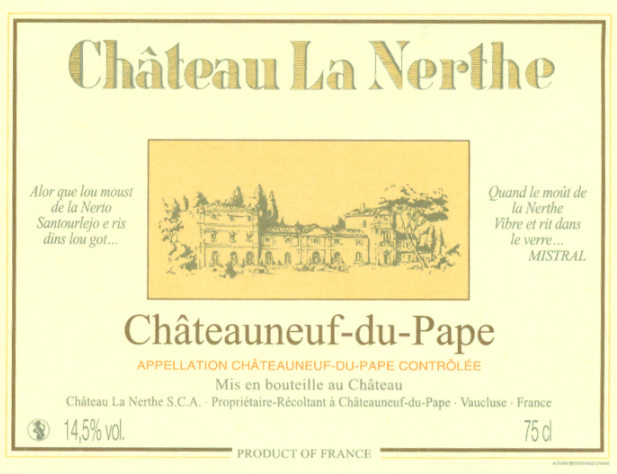 Château La Nerthe
Alor que lou moust
de la Nerto
Santourlejo e ris
dins lou got...
Quand le moût de
la Nerthe
Vibre et rit dans
le verre...
MISTRAL
Châteauneuf-du-Pape
APPELLATION CHÂTEAUNEUF-DU-PAPE CONTRÔLÉE
Mis en bouteille au Château
Château La Nerthe S.C.A. · Propriétaire-Récoltant à Châteauneuf-du-Pape · Vaucluse · France
14,5% vol.
75 cl
PRODUCT OF FRANCE